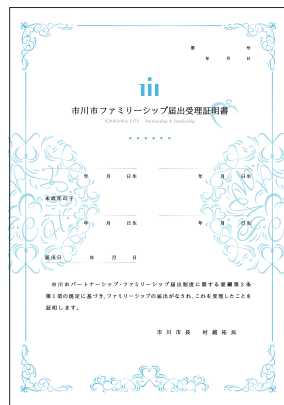 第　　　　　号
年　　月　　日
市川市ファミリーシップ届出受理証明書
ICHIKAWA CITY　Partnership & Familyship
年　　月　　日生　　　　年　　月　　日生
未成年の子
年　　月　　日生　　　　年　　月　　日生
届出日　　　年　　月　　日
市川市パートナーシップ・ファミリーシップ届出制度に関する要綱第3条
第1項の規定に基づき、ファミリーシップの届出がなされ、これを受理したことを
証明します。
市川市長　村越祐民